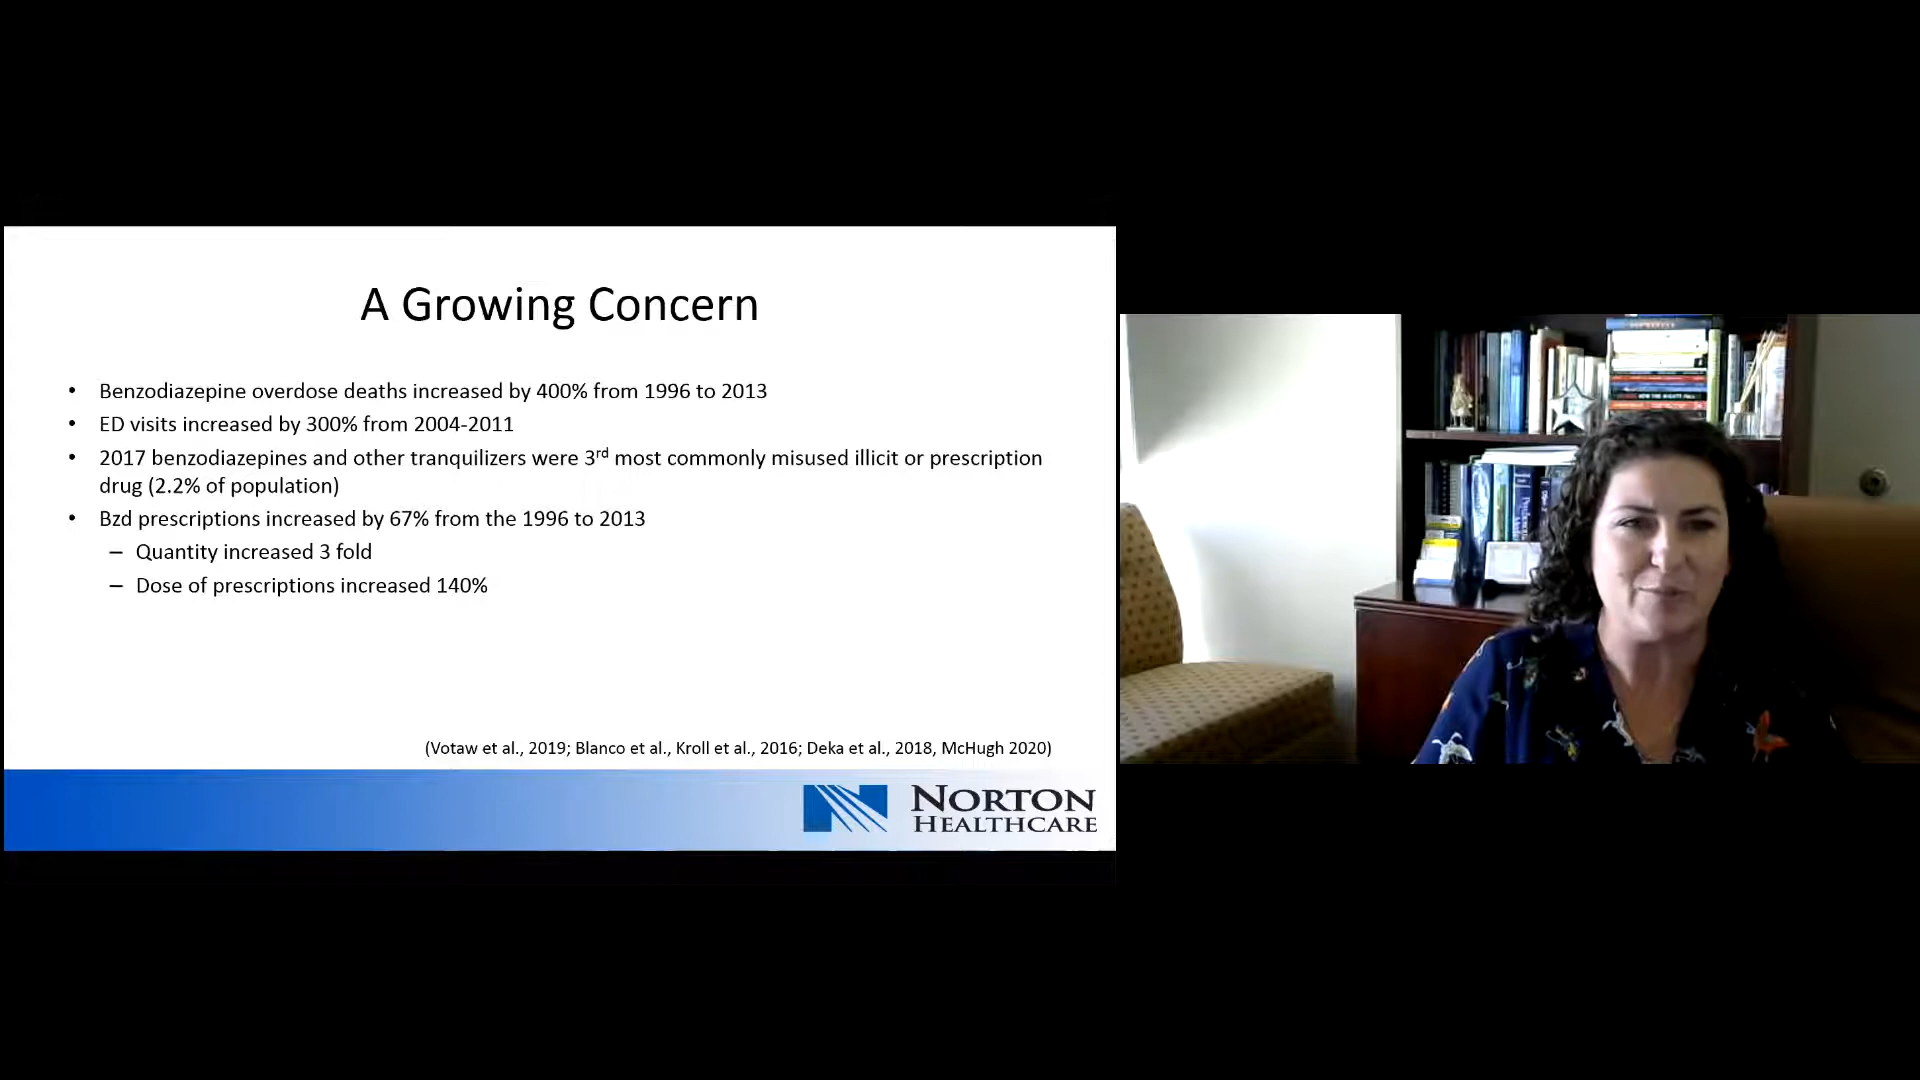 A Growing Concern
• Benzodiazepine overdose deaths increased by 400% from 1996 to 2013
• ED visits increased by 300% from 2004-2011
• 2017 benzodiazepines and other tranquilizers were 3rd most commonly misused illicit or prescription
drug (2.2% of population)
• Bzd prescriptions increased by 67% from the 1996 to 2013
– Quantity increased 3 fold
– Dose of prescriptions increased 140%
(Votaw et al., 2019; Blanco et al., Kroll et al., 2016; Deka et al., 2018, McHugh 2020)
NORTON
HEALTHCARE